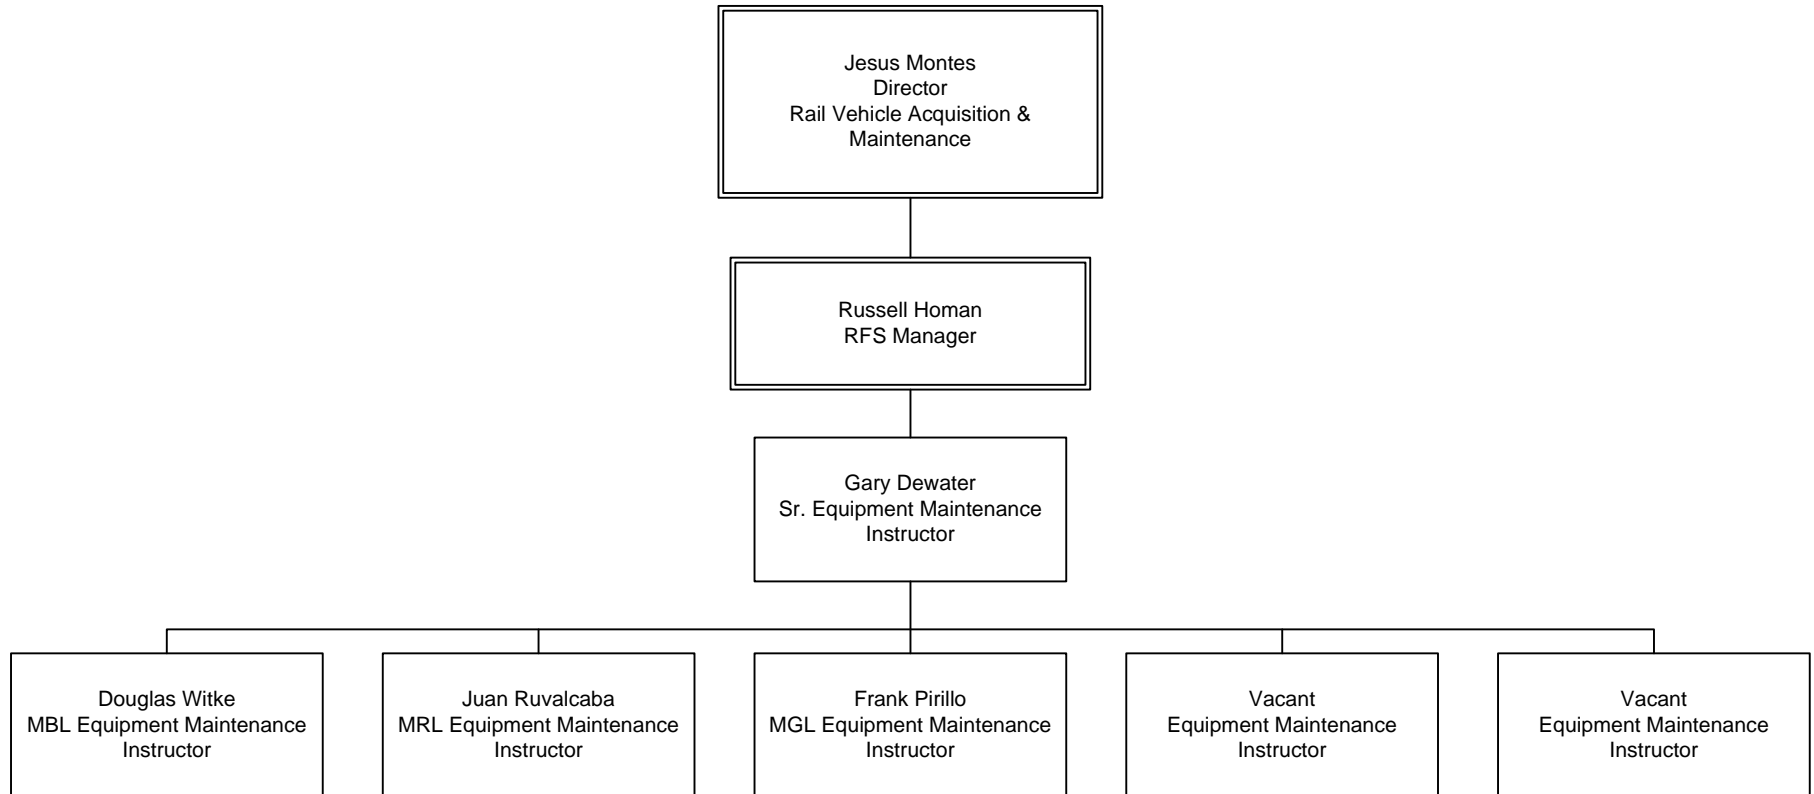 Jesus Montes
Director
Rail Vehicle Acquisition &
Maintenance
Russell Homan
RFS Manager
Gary Dewater
Sr. Equipment Maintenance
Instructor
Douglas Witke
MBL Equipment Maintenance
Instructor
Juan Ruvalcaba
MRL Equipment Maintenance
Instructor
Frank Pirillo
MGL Equipment Maintenance
Instructor
Vacant
Equipment Maintenance
Instructor
Vacant
Equipment Maintenance
Instructor